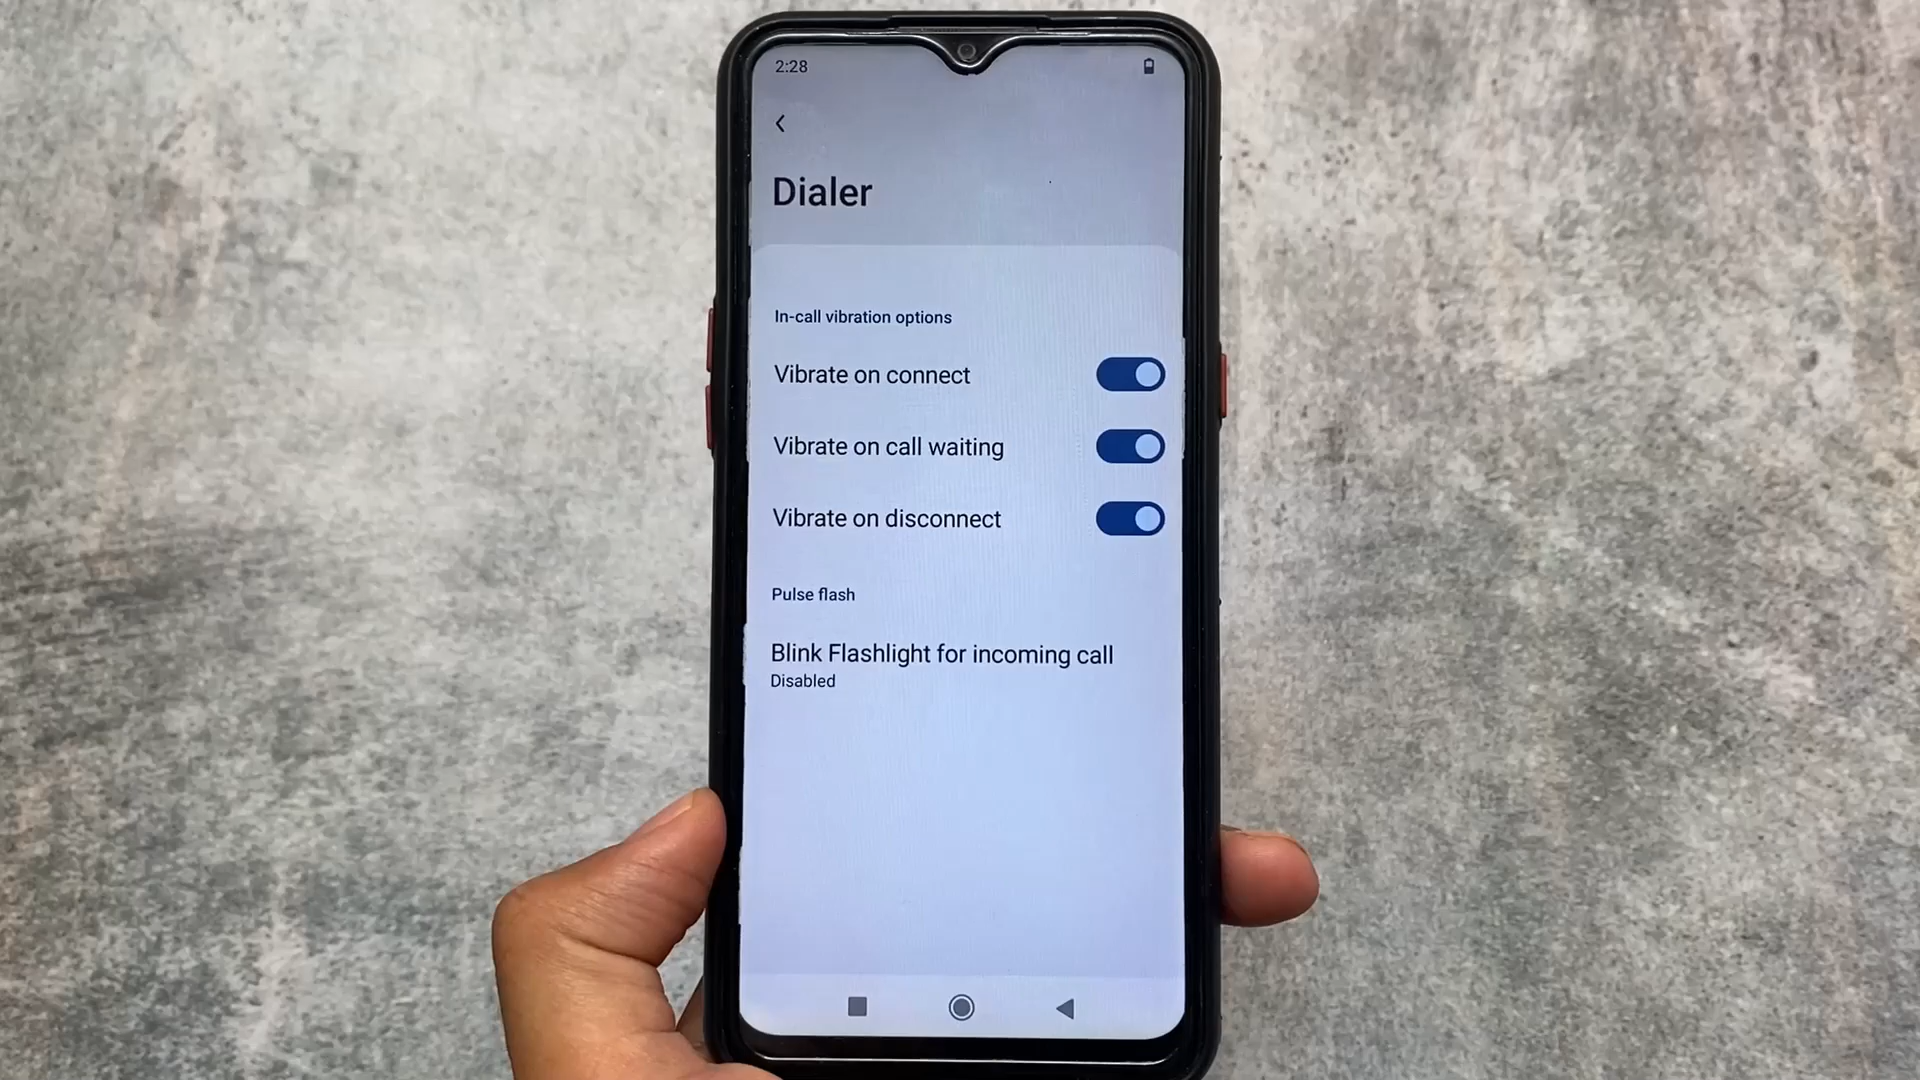 2:28
Dialer
In-call vibration options
Vibrate on connect
Vibrate on call waiting
Vibrate on disconnect
Pulse flash
Blink Flashlight for incoming call
Disabled